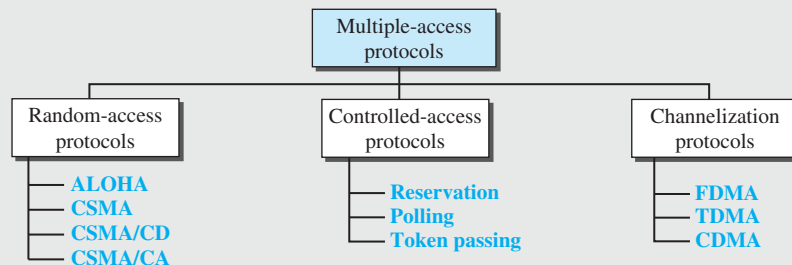 Multiple-access
protocols
Random-access
protocols
Controlled-access
protocols
Channelization
protocols
ALOHA
CSMA
CSMA/CD
CSMA/CA
Reservation
Polling
Token passing
FDMA
TDMA
CDMA